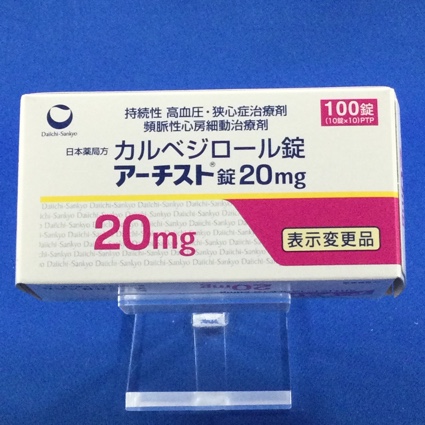 Daiichi-Sankyo
持続性 高血圧・狭心症治療剤
頻脈性心房細動治療剤
100錠
(10錠×10)PTP
日本薬局方 カルベジロール錠
アーチスト®錠20mg
20mg
表示変更品
20mg